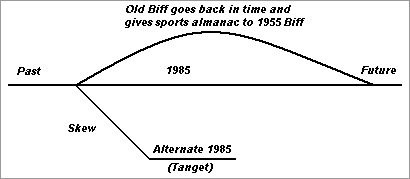 Old Biff goes back in time and
gives sports almanac to 1955 Biff
Past
1985
Future
Skew
Alternate 1985
(Tanget)